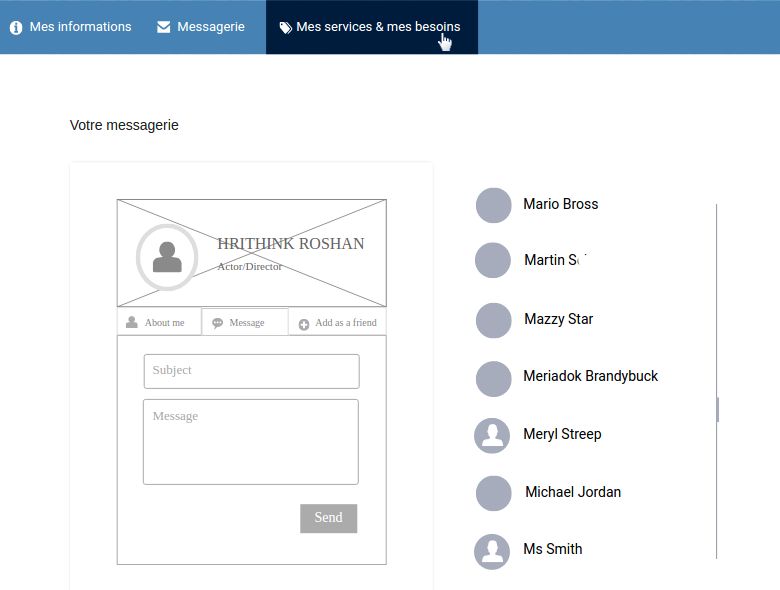 Mes informations Messagerie Mes services & mes besoins
Votre messagerie
HRITHINK ROSHAN
Actor/Director
About me Message Add as a friend
Subject
Message
Send
Mario Bross
Martin
Mazzy Star
Meriadok Brandybuck
Meryl Streep
Michael Jordan
Ms Smith